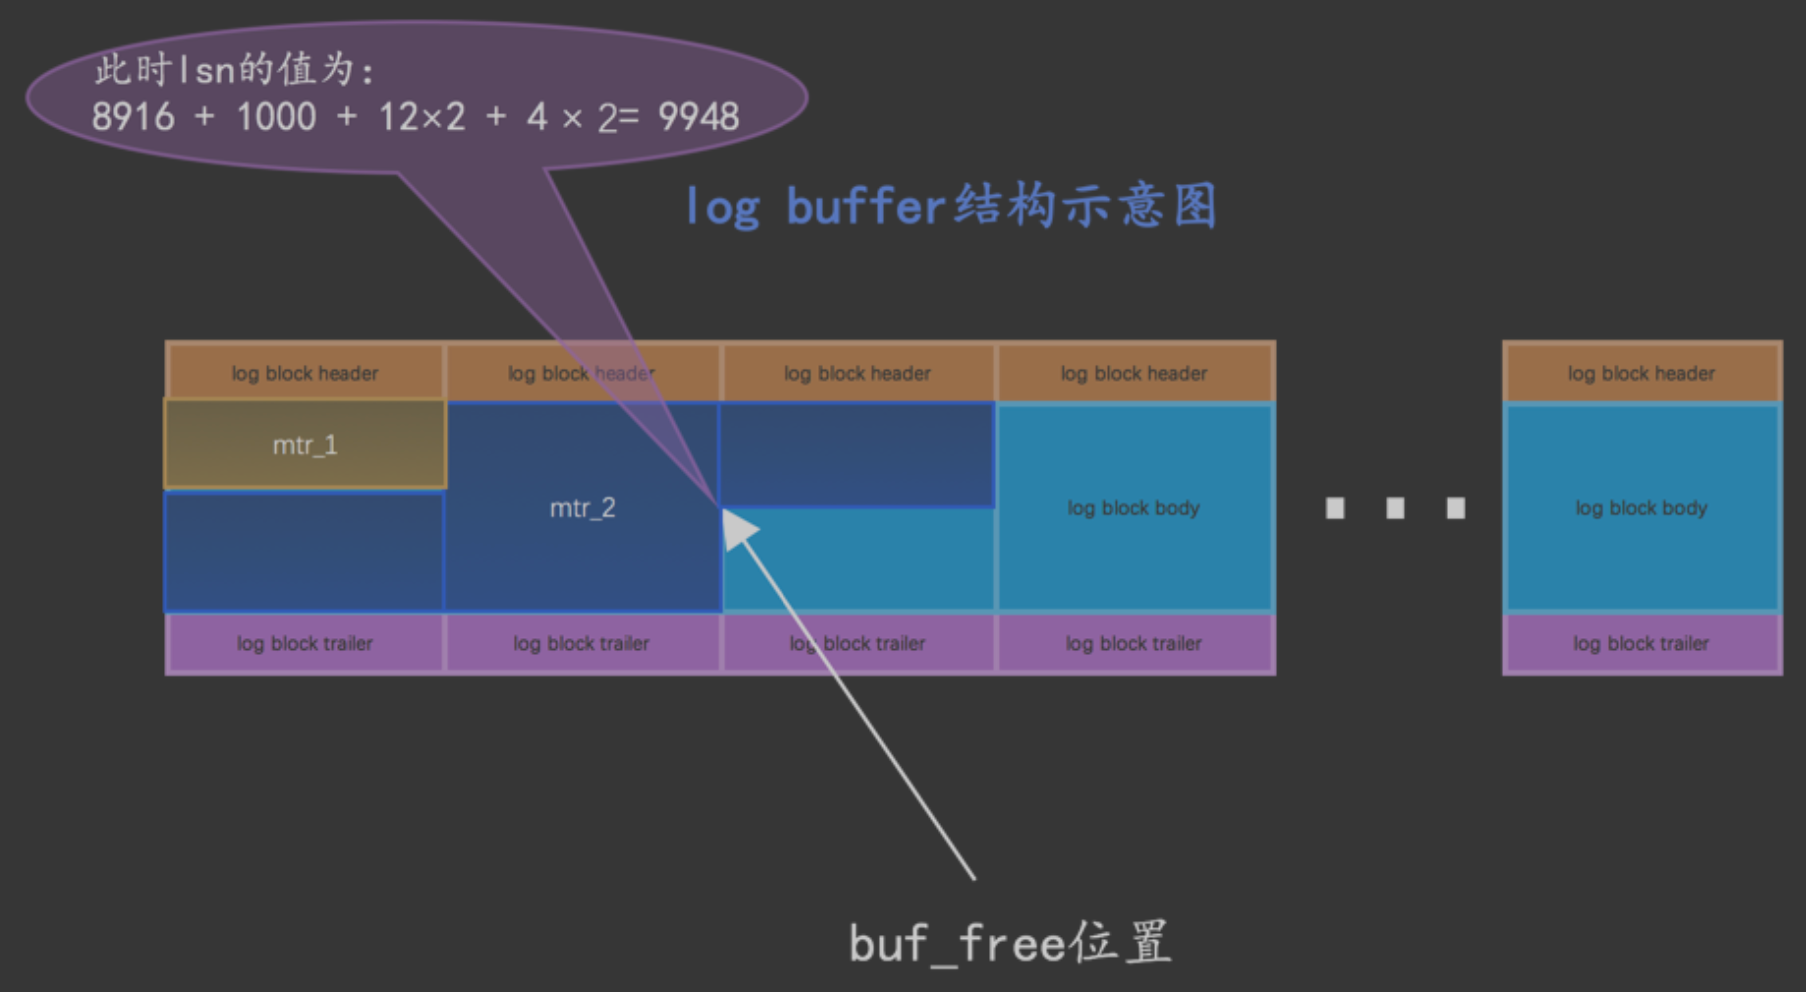 此时lsn的值为：
8916 + 1000 + 12×2 + 4 × 2= 9948
log buffer结构示意图
log block header
log block header
log block header
log block header
log block header
mtr_1
mtr_2
log block body
log block body
log block trailer
log block trailer
log block trailer
log block trailer
log block trailer
buf_free位置